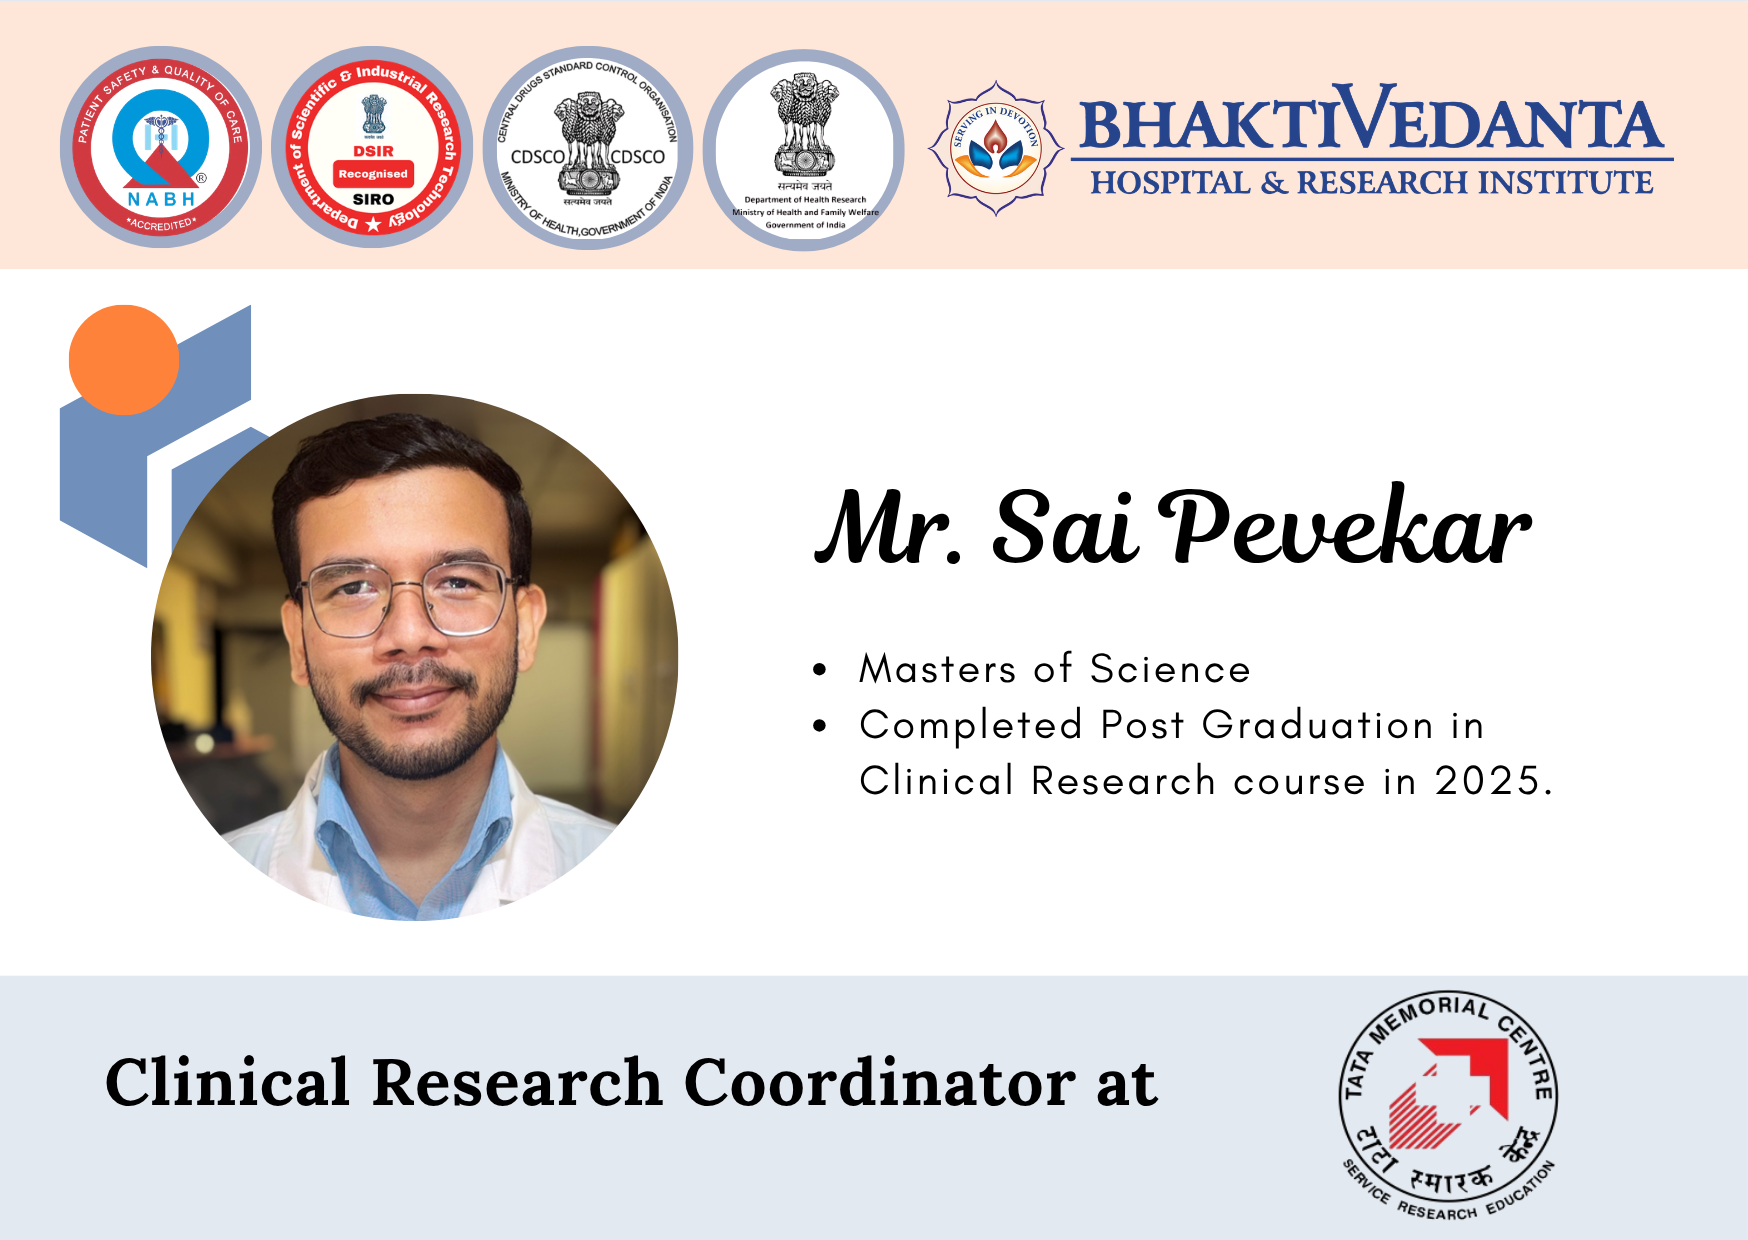 PATIENT SAFETY & QUALITY OF CARE
NABH
®
*ACCREDITED*
Department of Scientific & Industrial Research Technology
DSIR
Recognised
SIRO
CENTRAL DRUGS STANDARD CONTROL ORGANISATION
CDSCO CDSCO
सत्यमेव जयते
MINISTRY OF HEALTH,GOVERNMENT OF INDIA
सत्यमेव जयते
Department of Health Research
Ministry of Health and Family Welfare
Government of India
SERVING IN DEVOTION
BHAKTIVEDANTA
HOSPITAL & RESEARCH INSTITUTE
Mr. Sai Pevekar
• Masters of Science
• Completed Post Graduation in
Clinical Research course in 2025.
Clinical Research Coordinator at
TATA MEMORIAL CENTRE
टाटा स्मारक केन्द्र
SERVICE RESEARCH EDUCATION